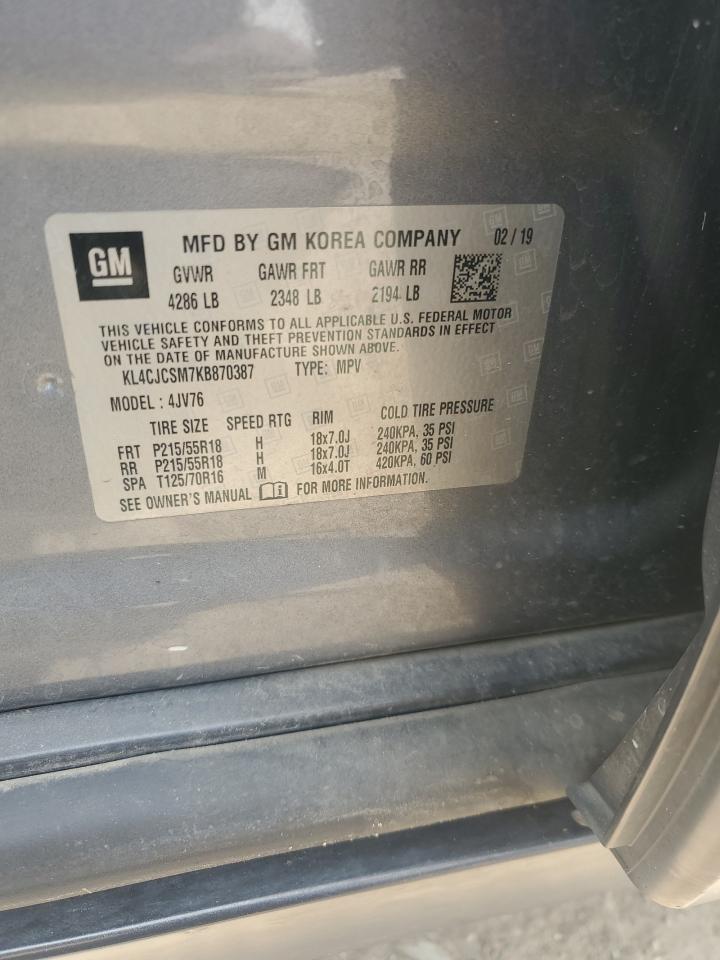 GM MFD BY GM KOREA COMPANY 02 / 19
GVWR GAWR FRT GAWR RR
4286 LB 2348 LB 2194 LB
THIS VEHICLE CONFORMS TO ALL APPLICABLE U.S. FEDERAL MOTOR
VEHICLE SAFETY AND THEFT PREVENTION STANDARDS IN EFFECT
ON THE DATE OF MANUFACTURE SHOWN ABOVE.
KL4CJCSM7KB870387 TYPE: MPV
MODEL : 4JV76
TIRE SIZE SPEED RTG RIM COLD TIRE PRESSURE
FRT P215/55R18 H 18x7.0J 240KPA, 35 PSI
RR P215/55R18 H 18x7.0J 240KPA, 35 PSI
SPA T125/70R16 M 16x4.0T 420KPA, 60 PSI
SEE OWNER'S MANUAL FOR MORE INFORMATION.